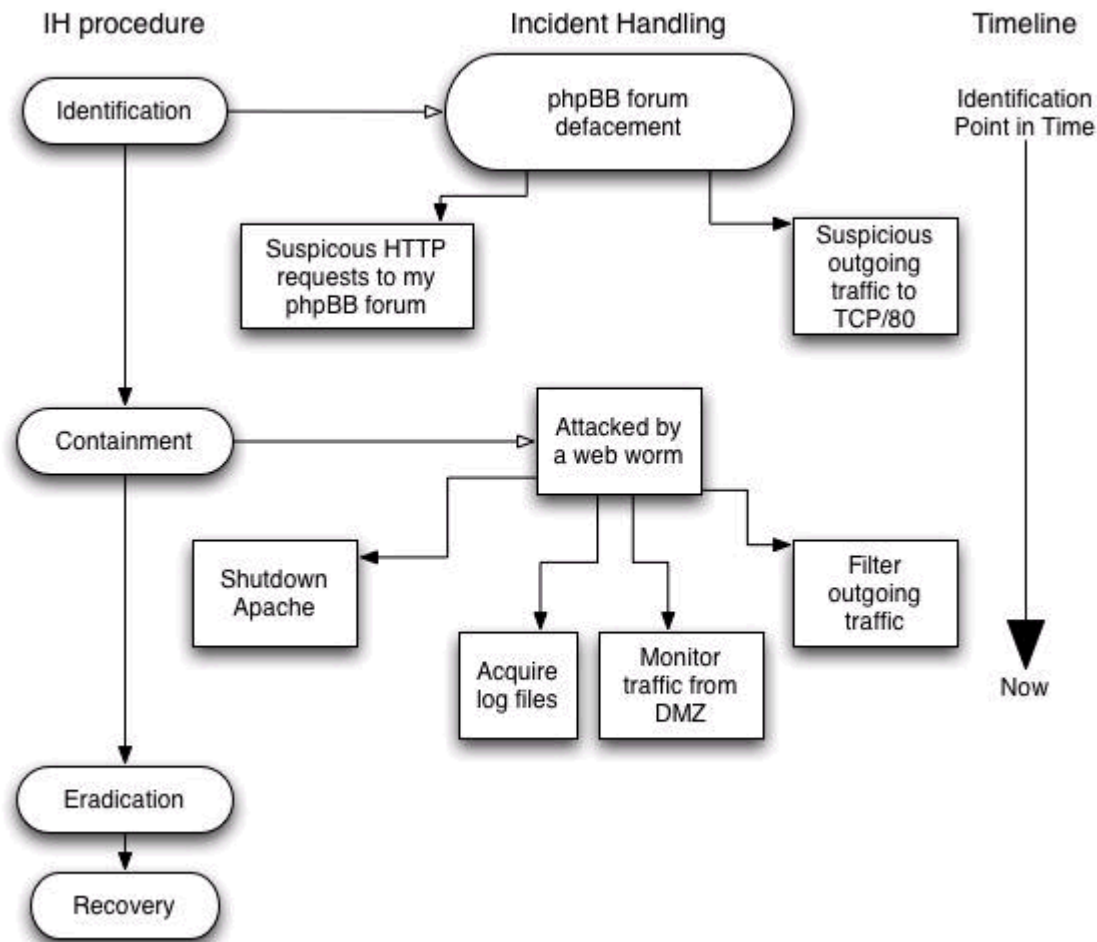 IH procedure
Incident Handling
Timeline
Identification
phpBB forum
defacement
Identification
Point in Time
Suspicous HTTP
requests to my
phpBB forum
Suspicious
outgoing
traffic to
TCP/80
Containment
Attacked by
a web worm
Shutdown
Apache
Filter
outgoing
traffic
Acquire
log files
Monitor
traffic from
DMZ
Now
Eradication
Recovery